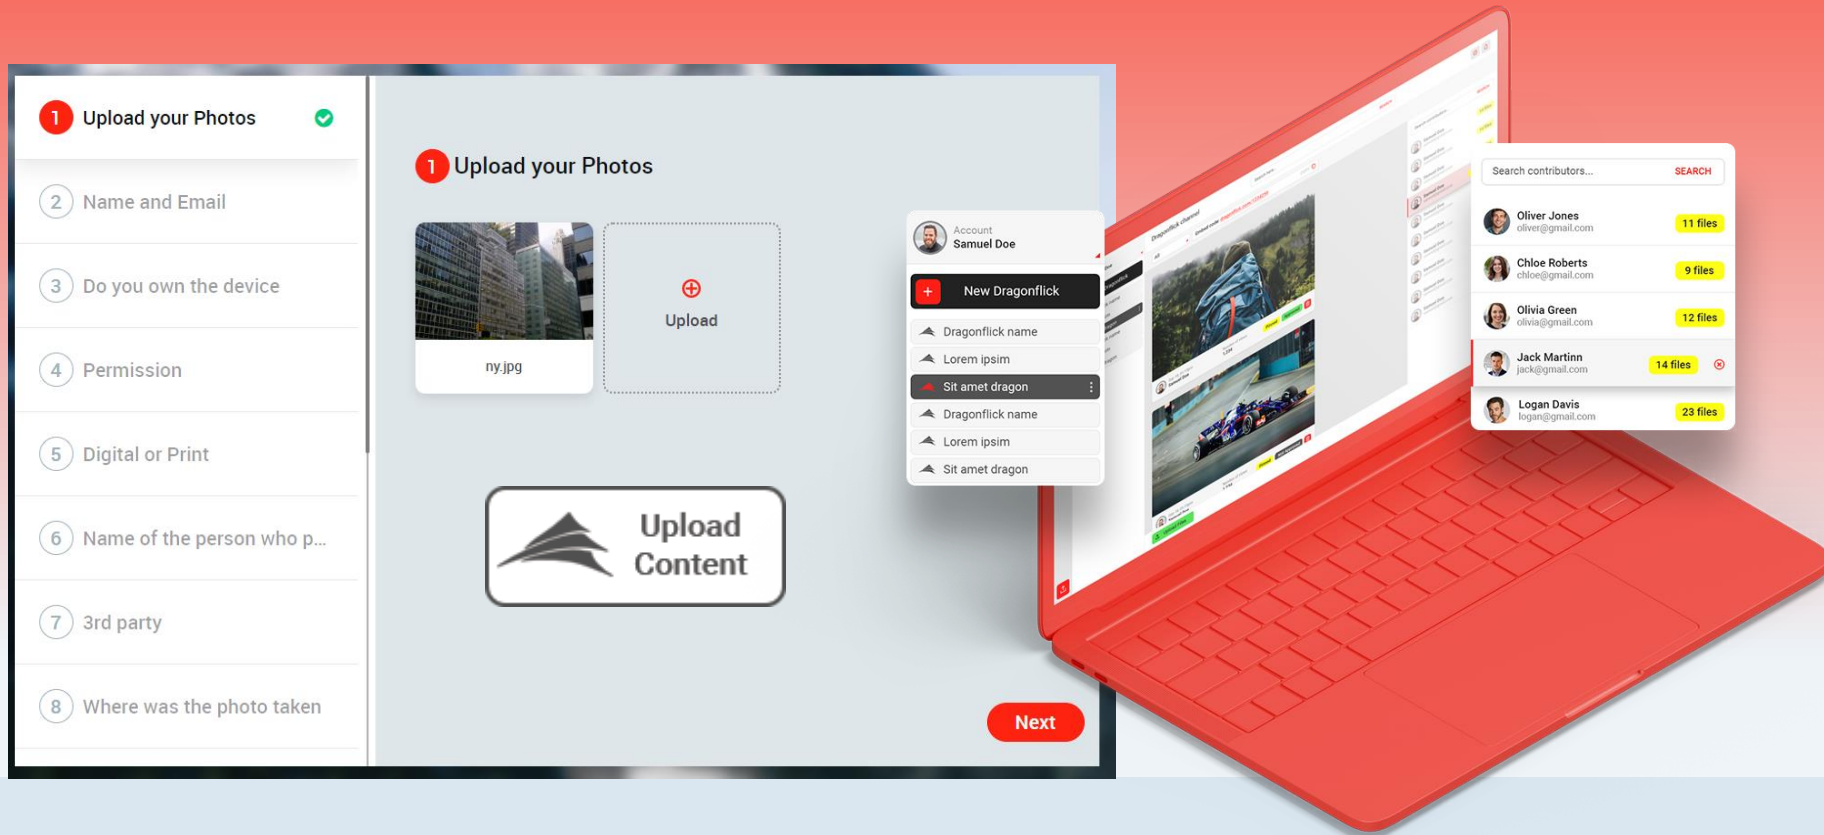 1 Upload your Photos
2 Name and Email
3 Do you own the device
4 Permission
5 Digital or Print
6 Name of the person who p...
7 3rd party
8 Where was the photo taken
1 Upload your Photos
ny.jpg
Upload
Upload
Content
Next
Account
Samuel Doe
+ New Dragonflick
Dragonflick name
Lorem ipsim
Sit amet dragon
Dragonflick name
Lorem ipsim
Sit amet dragon
Dragonflick channel
All
Search contributors... SEARCH
Oliver Jones
oliver@gmail.com
11 files
Chloe Roberts
chloe@gmail.com
9 files
Olivia Green
olivia@gmail.com
12 files
Jack Martinn
jack@gmail.com
14 files
Logan Davis
logan@gmail.com
23 files